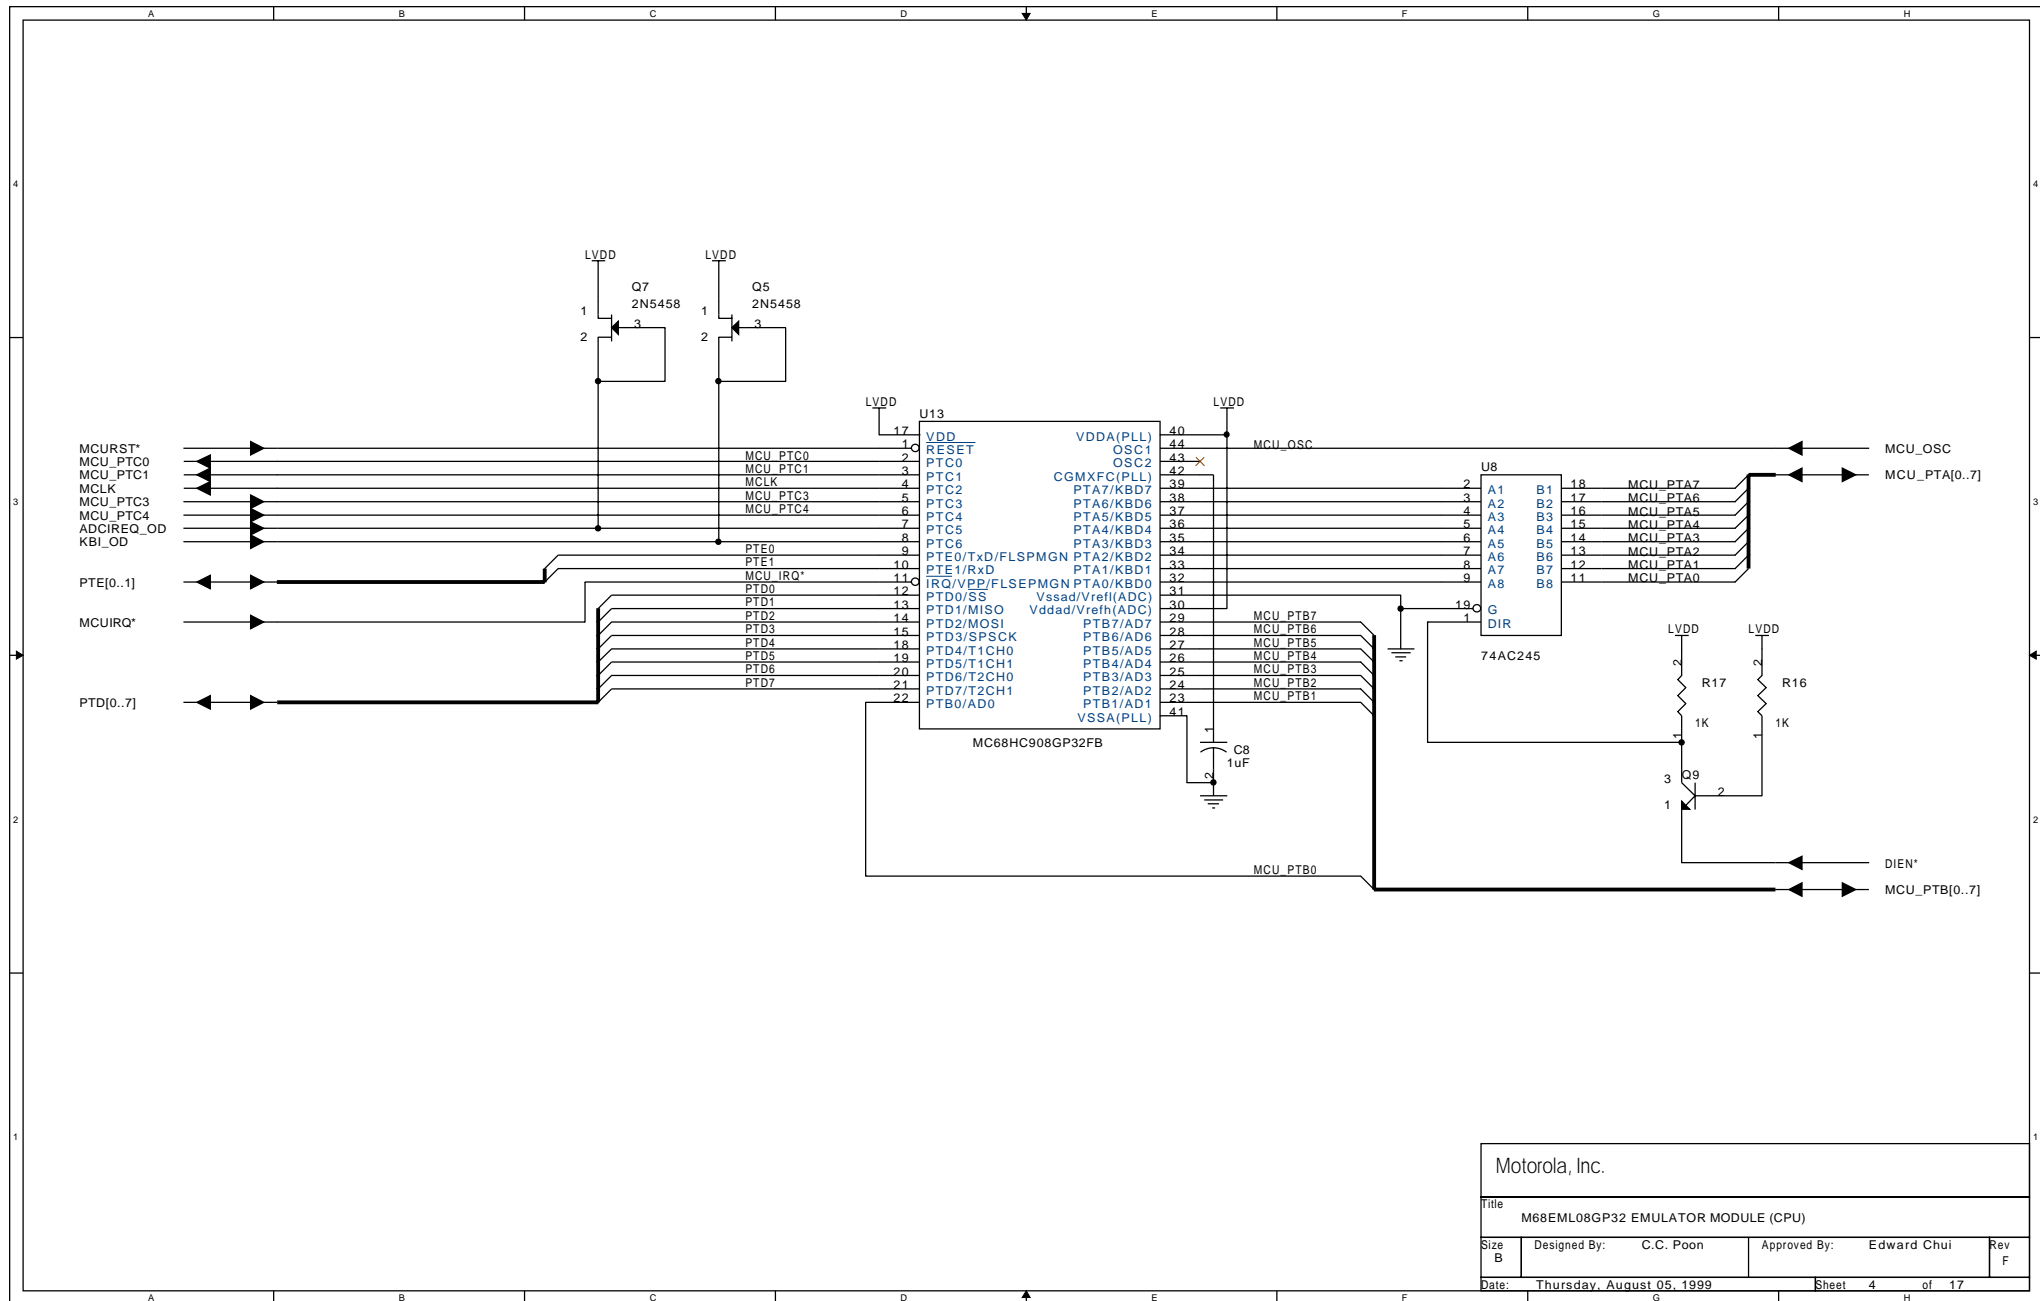 A B C D E F G H
4 4
LVDD LVDD
Q7 Q5
2N5458 2N5458
1 1
3 3
2 2
LVDD LVDD
U13
MCURST*
MCU_PTC0
MCU_PTC1
MCLK
MCU_PTC3
MCU_PTC4
ADCIREQ_OD
KBI_OD
PTE[0..1]
MCUIRQ*
PTD[0..7]
MCU_PTC0
MCU_PTC1
MCLK
MCU_PTC3
MCU_PTC4
PTE0
PTE1
MCU_IRQ*
PTD0
PTD1
PTD2
PTD3
PTD4
PTD5
PTD6
PTD7
17 VDD
1 RESET
2 PTC0
3 PTC1
4 PTC2
5 PTC3
6 PTC4
7 PTC5
8 PTC6
9 PTE0/TxD/FLSPMGN
10 PTE1/RxD
11 IRQ/VPP/FLSEPMGN
12 PTD0/SS
13 PTD1/MISO
14 PTD2/MOSI
15 PTD3/SPSCK
18 PTD4/T1CH0
19 PTD5/T1CH1
20 PTD6/T2CH0
21 PTD7/T2CH1
22 PTB0/AD0
VDDA(PLL) 40
OSC1 44
OSC2 43
CGMXFC(PLL) 42
PTA7/KBD7 39
PTA6/KBD6 38
PTA5/KBD5 37
PTA4/KBD4 36
PTA3/KBD3 35
PTA2/KBD2 34
PTA1/KBD1 33
PTA0/KBD0 32
Vssad/Vrefl(ADC) 31
Vddad/Vrefh(ADC) 30
PTB7/AD7 29
PTB6/AD6 28
PTB5/AD5 27
PTB4/AD4 26
PTB3/AD3 25
PTB2/AD2 24
PTB1/AD1 23
VSSA(PLL) 41
MC68HC908GP32FB
MCU_OSC
MCU_PTB7
MCU_PTB6
MCU_PTB5
MCU_PTB4
MCU_PTB3
MCU_PTB2
MCU_PTB1
MCU_PTB0
1
C8
1uF
2
U8
2 A1 B1 18 MCU_PTA7
3 A2 B2 17 MCU_PTA6
4 A3 B3 16 MCU_PTA5
5 A4 B4 15 MCU_PTA4
6 A5 B5 14 MCU_PTA3
7 A6 B6 13 MCU_PTA2
8 A7 B7 12 MCU_PTA1
9 A8 B8 11 MCU_PTA0
19 G
1 DIR
74AC245
LVDD LVDD
2 2
R17 R16
1K 1K
1 1
3 Q9
2
1
MCU_OSC
MCU_PTA[0..7]
DIEN*
MCU_PTB[0..7]
3 3
2 2
1 1
Motorola, Inc.
Title
M68EML08GP32 EMULATOR MODULE (CPU)
Size
B
Designed By: C.C. Poon
Approved By: Edward Chui
Rev
F
Date: Thursday, August 05, 1999
Sheet 4 of 17
A B C D E F G H